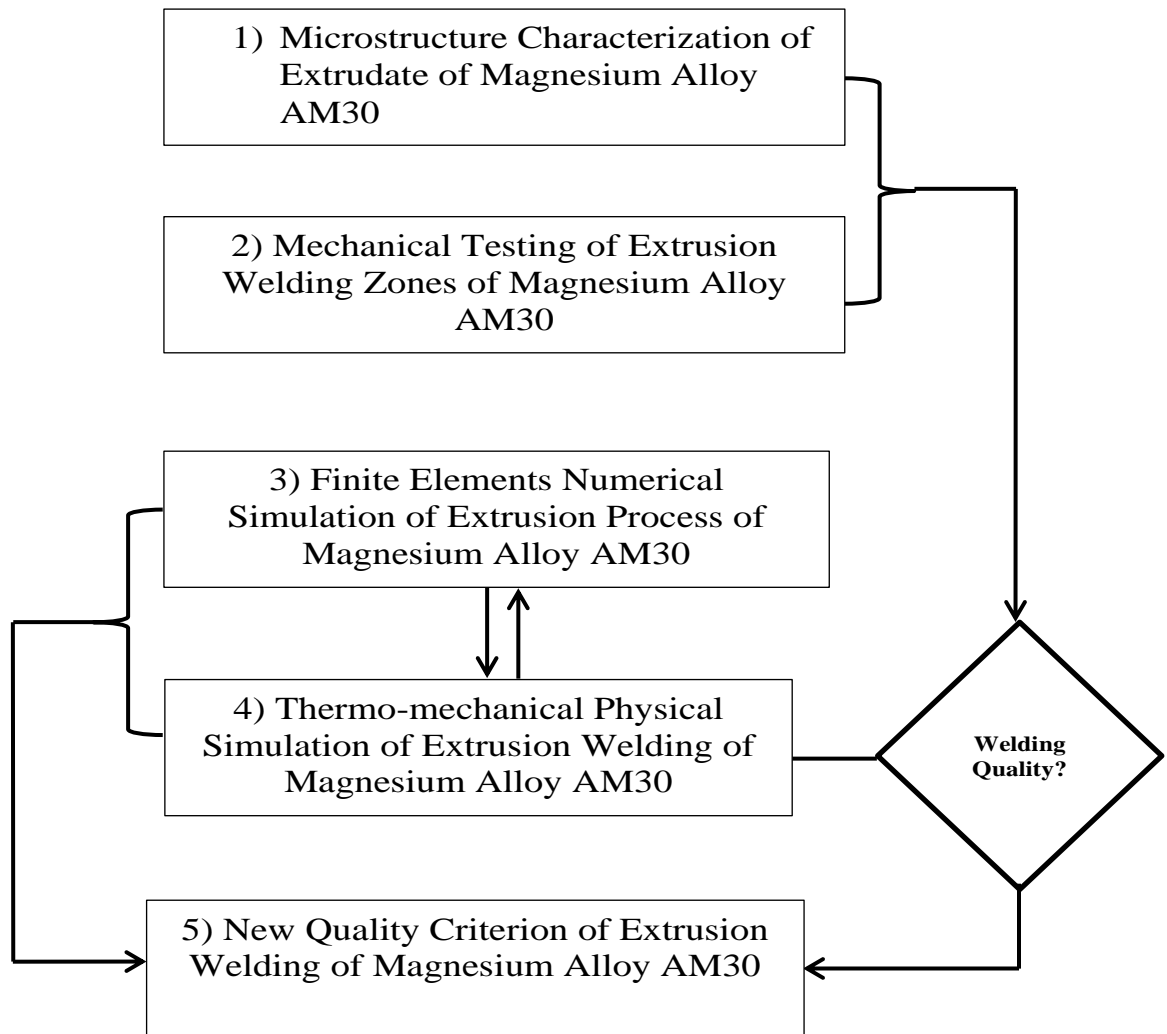 1) Microstructure Characterization of
Extrudate of Magnesium Alloy
AM30
2) Mechanical Testing of Extrusion
Welding Zones of Magnesium Alloy
AM30
3) Finite Elements Numerical
Simulation of Extrusion Process of
Magnesium Alloy AM30
4) Thermo-mechanical Physical
Simulation of Extrusion Welding of
Magnesium Alloy AM30
Welding
Quality?
5) New Quality Criterion of Extrusion
Welding of Magnesium Alloy AM30